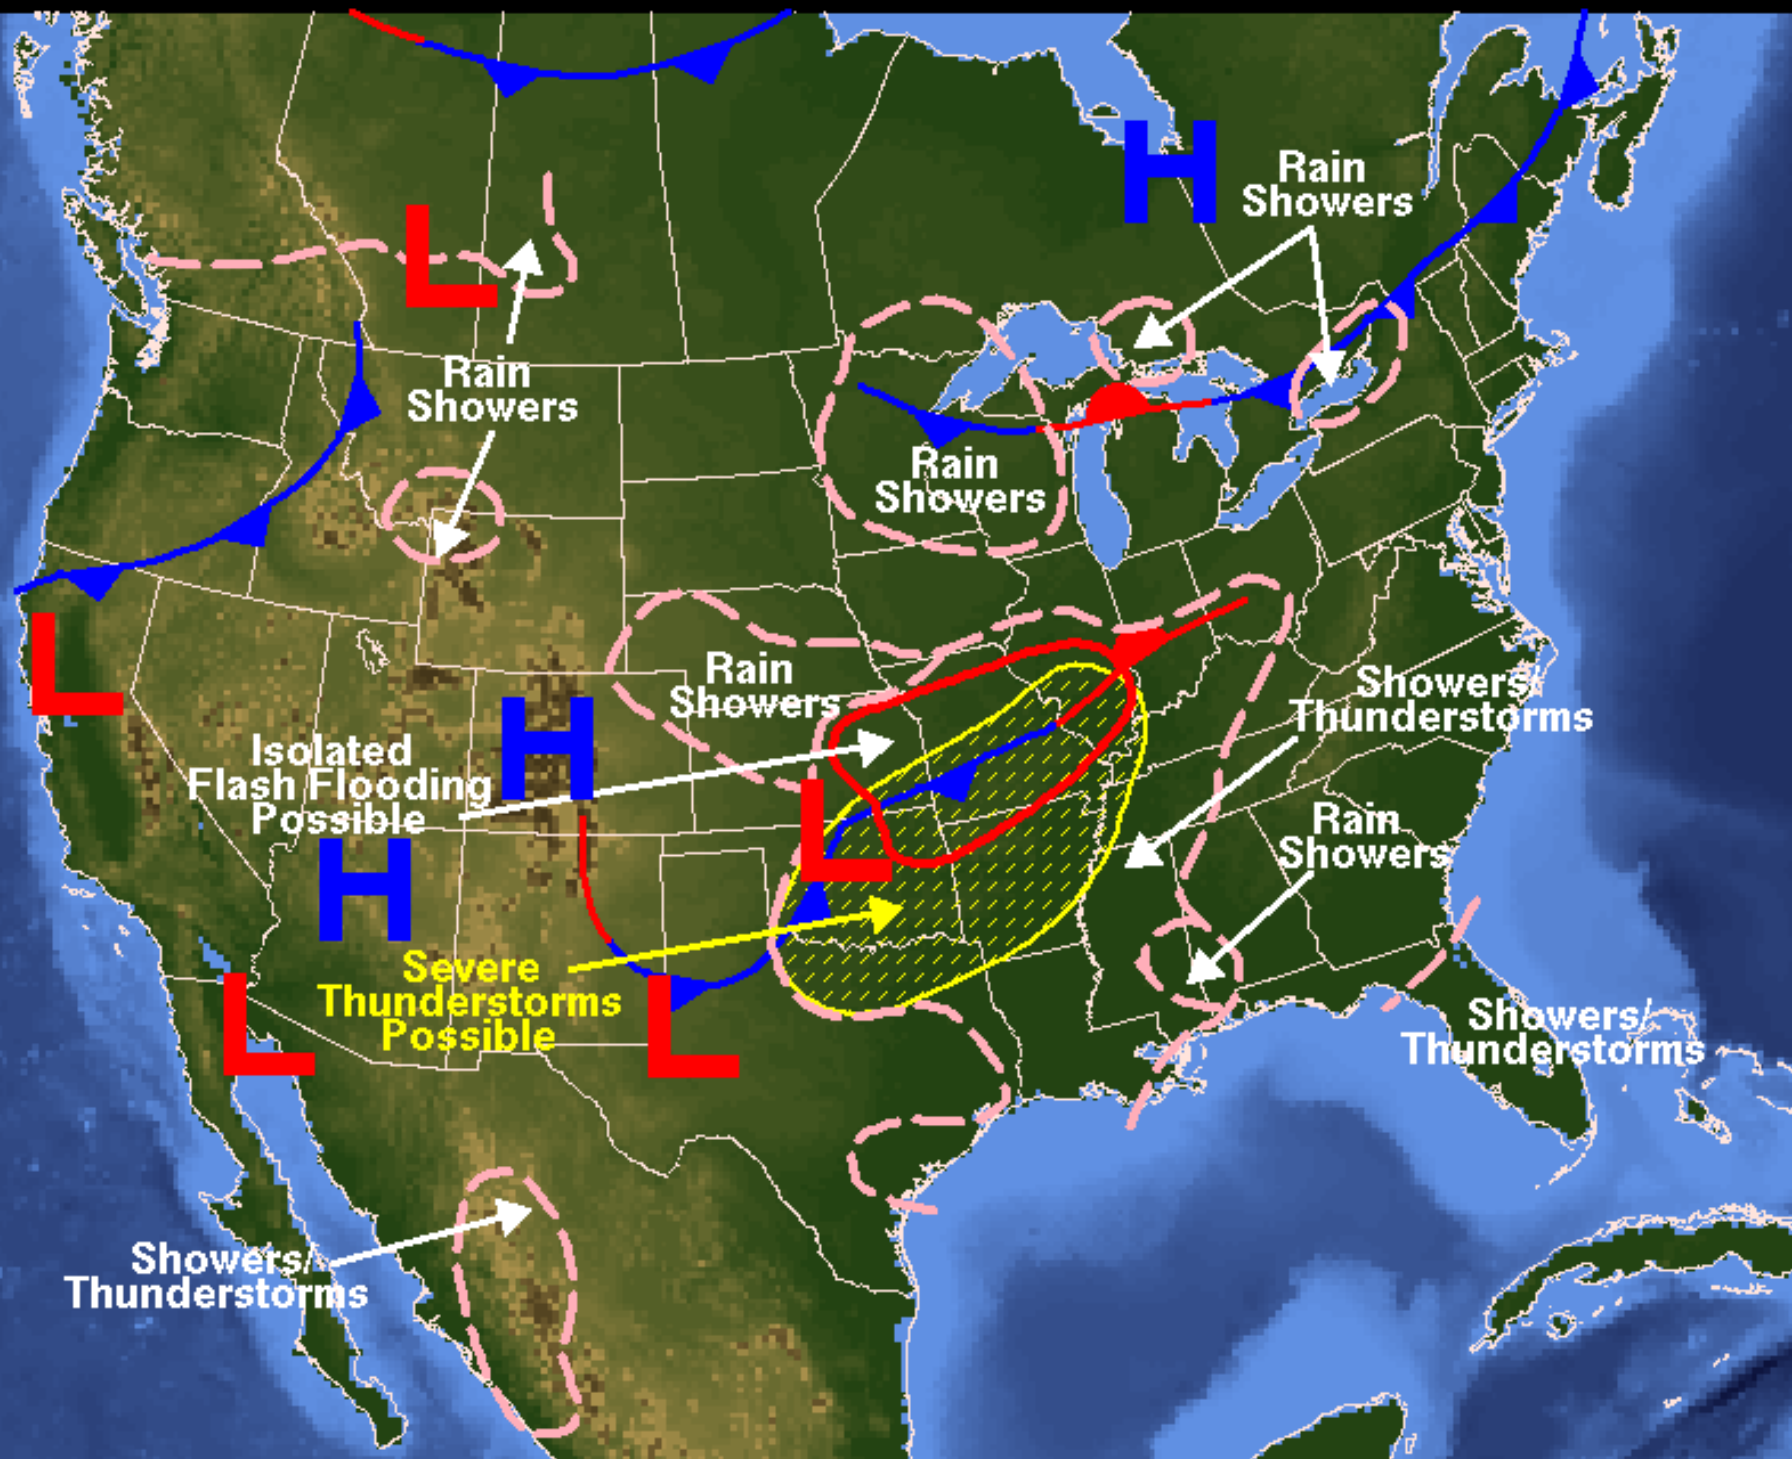 H
Rain
Showers
L
Rain
Showers
Rain
Showers
L
Rain
Showers
Showers/
Thunderstorms
H
Isolated
Flash Flooding
Possible
L
Rain
Showers
H
Severe
Thunderstorms
Possible
L
L
Showers/
Thunderstorms
Showers/
Thunderstorms